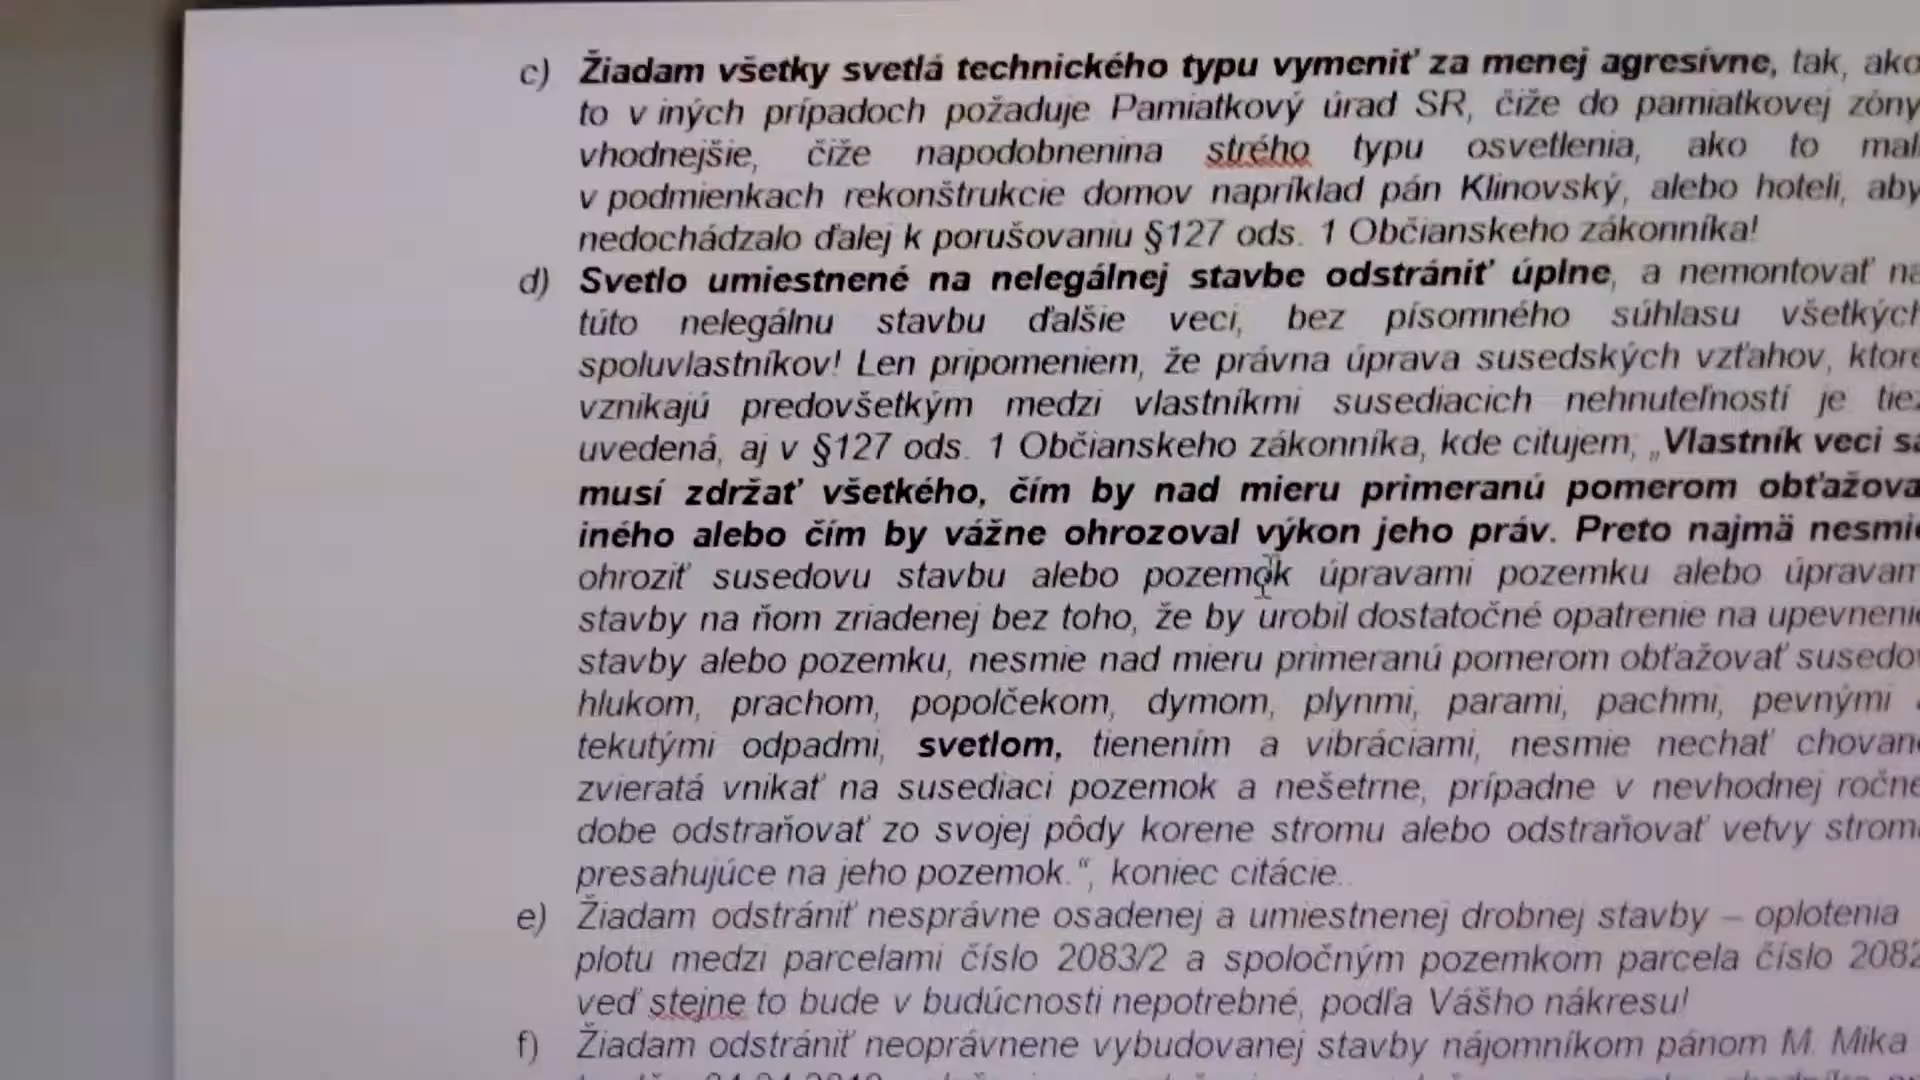 c) Žiadam všetky svetlá technického typu vymeniť za menej agresívne, tak, ako
to v iných prípadoch požaduje Pamiatkový úrad SR, čiže do pamiatkovej zóny
vhodnejšie, čiže napodobnenina strého typu osvetlenia, ako to mali
v podmienkach rekonštrukcie domov napríklad pán Klinovský, alebo hoteli, aby
nedochádzalo ďalej k porušovaniu §127 ods. 1 Občianskeho zákonníka!
d) Svetlo umiestnené na nelegálnej stavbe odstrániť úplne, a nemontovať na
túto nelegálnu stavbu ďalšie veci, bez písomného súhlasu všetkých
spoluvlastníkov! Len pripomeniem, že právna úprava susedských vzťahov, ktoré
vznikajú predovšetkým medzi vlastníkmi susediacich nehnuteľností je tiež
uvedená, aj v §127 ods. 1 Občianskeho zákonníka, kde citujem, „Vlastník veci sa
musí zdržať všetkého, čím by nad mieru primeranú pomerom obťažova
iného alebo čím by vážne ohrozoval výkon jeho práv. Preto najmä nesmie
ohroziť susedovu stavbu alebo pozemok úpravami pozemku alebo úpravam
stavby na ňom zriadenej bez toho, že by urobil dostatočné opatrenie na upevnenie
stavby alebo pozemku, nesmie nad mieru primeranú pomerom obťažovať susedov
hlukom, prachom, popolčekom, dymom, plynmi, parami, pachmi, pevnými
tekutými odpadmi, svetlom, tienením a vibráciami, nesmie nechať chované
zvieratá vnikať na susediaci pozemok a nešetrne, prípadne v nevhodnej ročne
dobe odstraňovať zo svojej pôdy korene stromu alebo odstraňovať vetvy stromu
presahujúce na jeho pozemok.“, koniec citácie..
e) Žiadam odstrániť nesprávne osadenej a umiestnenej drobnej stavby – oplotenia
plotu medzi parcelami číslo 2083/2 a spoločným pozemkom parcela číslo 2082
veď stejne to bude v budúcnosti nepotrebné, podľa Vášho nákresu!
f) Žiadam odstrániť neoprávnene vybudovanej stavby nájomníkom pánom M. Mika